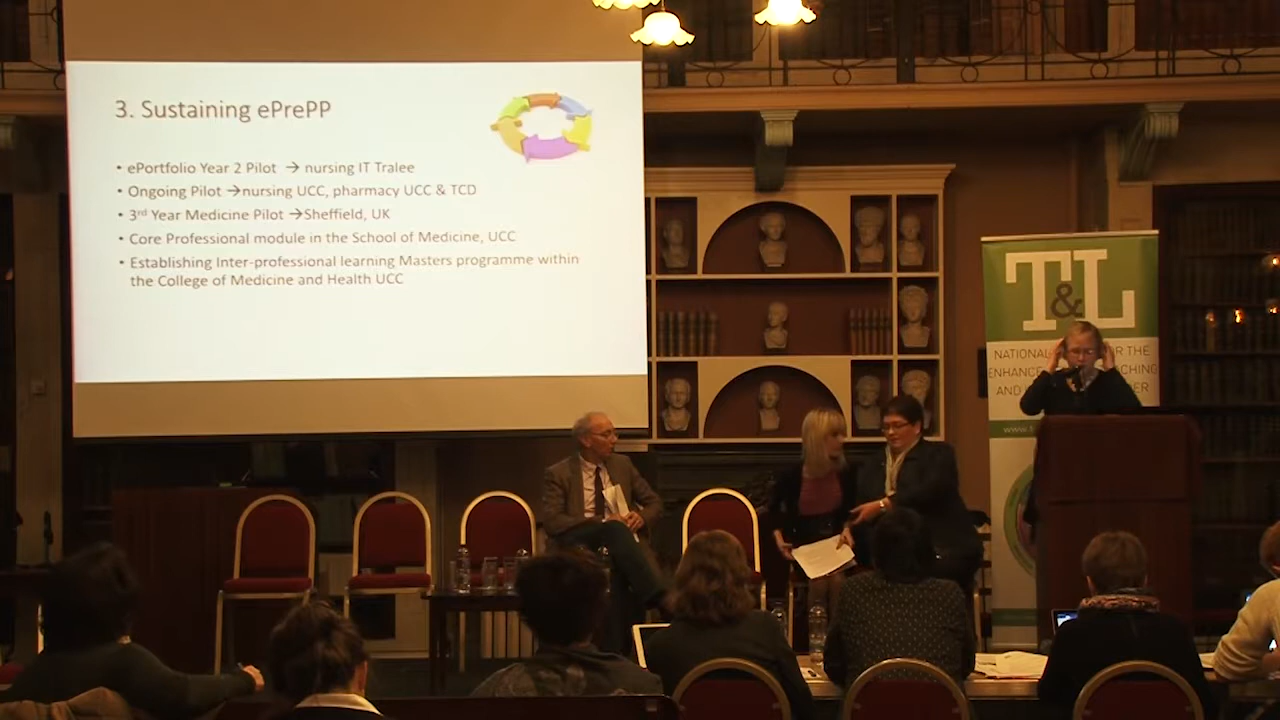 3. Sustaining ePrePP
• ePortfolio Year 2 Pilot → nursing IT Tralee
• Ongoing Pilot →nursing UCC, pharmacy UCC & TCD
• 3rd Year Medicine Pilot →Sheffield, UK
• Core Professional module in the School of Medicine, UCC
• Establishing Inter-professional learning Masters programme within
the College of Medicine and Health UCC
T&L
NATIONAL R THE
ENHANCE CHING
AND